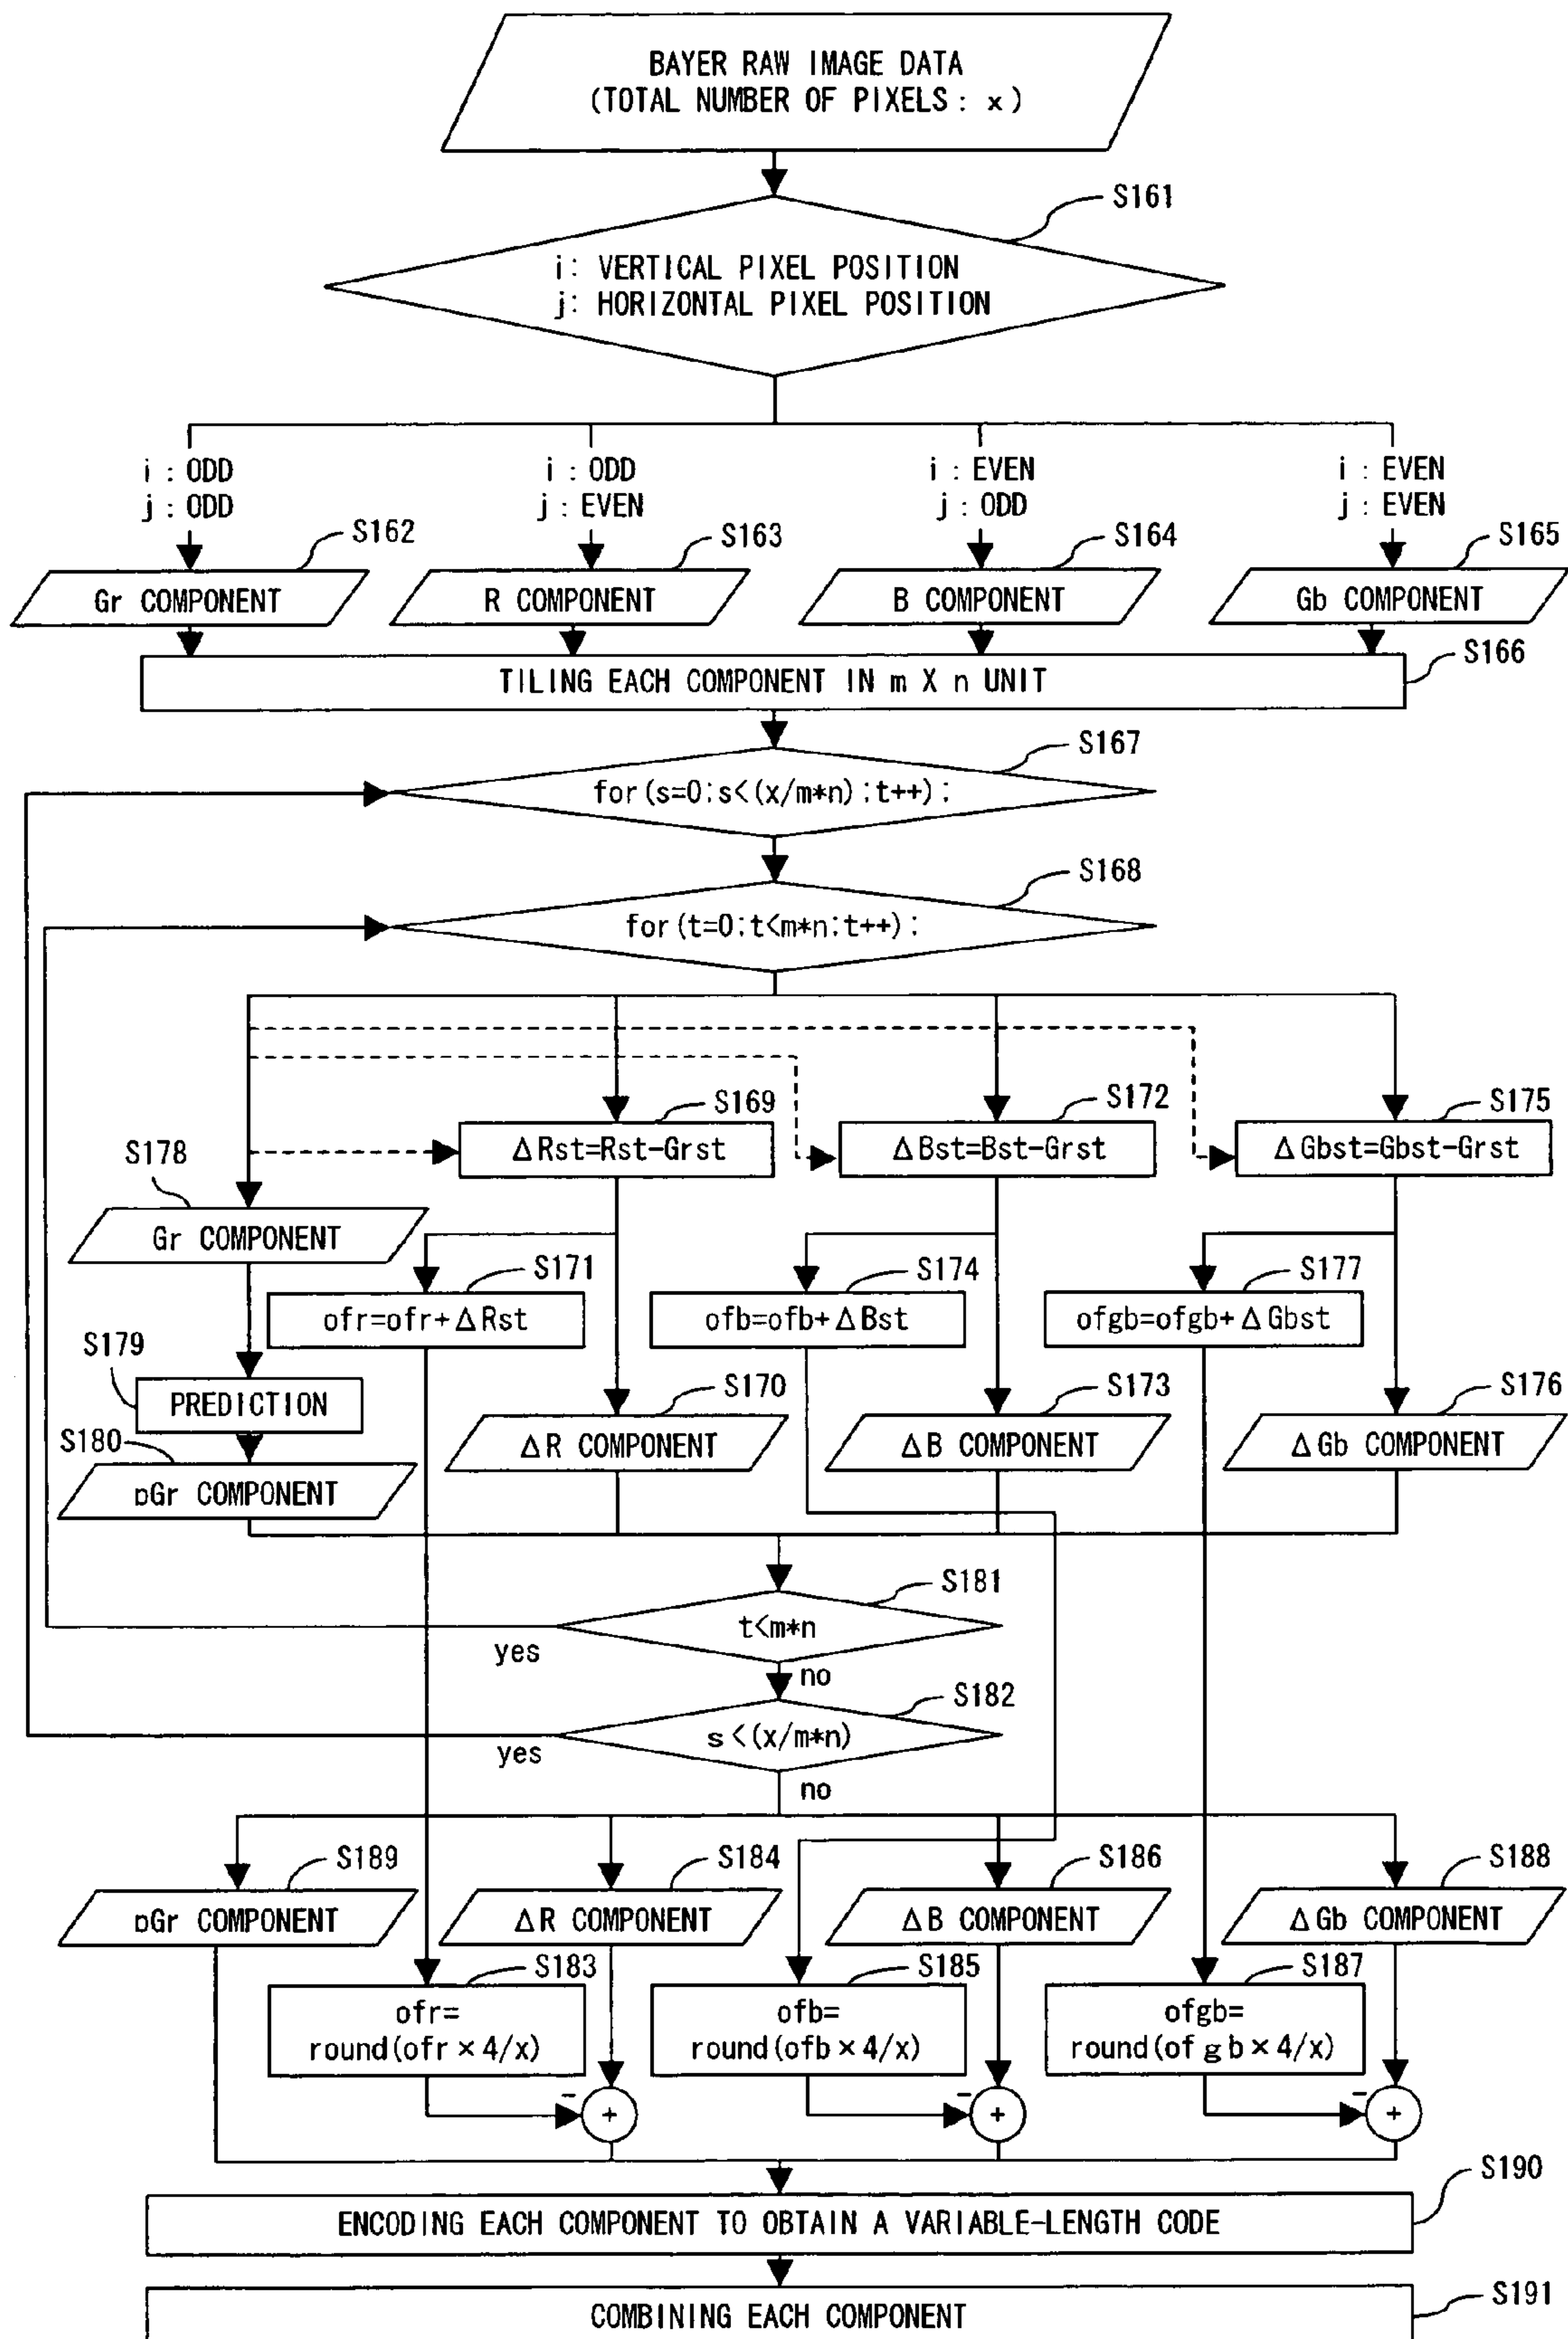 BAYER RAW IMAGE DATA
(TOTAL NUMBER OF PIXELS : x)
S161
i: VERTICAL PIXEL POSITION
j: HORIZONTAL PIXEL POSITION
i : ODD
j : ODD
i : ODD
j : EVEN
i : EVEN
j : ODD
i : EVEN
j : EVEN
S162
S163
S164
S165
Gr COMPONENT
R COMPONENT
B COMPONENT
Gb COMPONENT
S166
TILING EACH COMPONENT IN m X n UNIT
S167
for(s=0;s<(x/m*n);t++);
S168
for(t=0;t<m*n;t++);
S169
S172
S175
ΔRst=Rst-Grst
ΔBst=Bst-Grst
ΔGbst=Gbst-Grst
S178
Gr COMPONENT
S171
S174
S177
ofr=ofr+ΔRst
ofb=ofb+ΔBst
ofgb=ofgb+ΔGbst
S179
PREDICTION
S170
S173
S176
ΔR COMPONENT
ΔB COMPONENT
ΔGb COMPONENT
S180
pGr COMPONENT
S181
t<m*n
yes
no
S182
s<(x/m*n)
yes
no
S189
S184
S186
S188
pGr COMPONENT
ΔR COMPONENT
ΔB COMPONENT
ΔGb COMPONENT
S183
S185
S187
ofr=
round(ofr×4/x)
ofb=
round(ofb×4/x)
ofgb=
round(ofgb×4/x)
- +
- +
- +
S190
ENCODING EACH COMPONENT TO OBTAIN A VARIABLE-LENGTH CODE
S191
COMBINING EACH COMPONENT